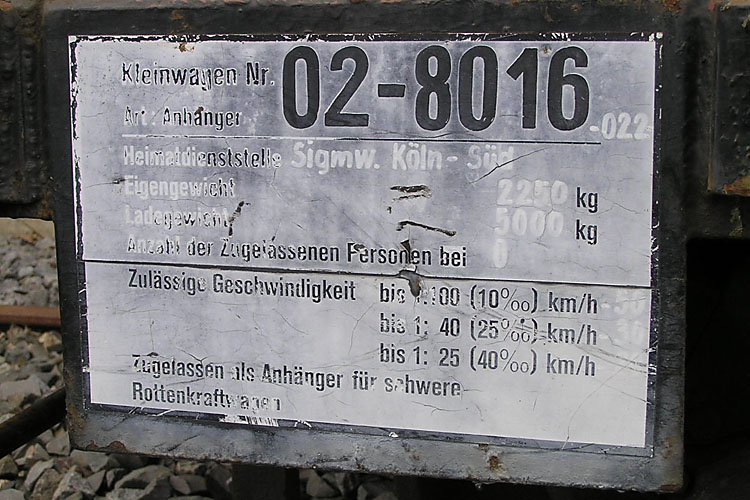 Kleinwagen Nr. 02-8016
Art: Anhänger -022
Heimatdienststelle Sigmw. Köln-Süd
Eigengewicht 2250 kg
Ladegewicht 5000 kg
Anzahl der Zugelassenen Personen bei 0
Zulässige Geschwindigkeit bis 1:100 (10‰) km/h -30
bis 1: 40 (25‰) km/h -30
bis 1: 25 (40‰) km/h
Zugelassen als Anhänger für schwere
Rottenkraftwagen